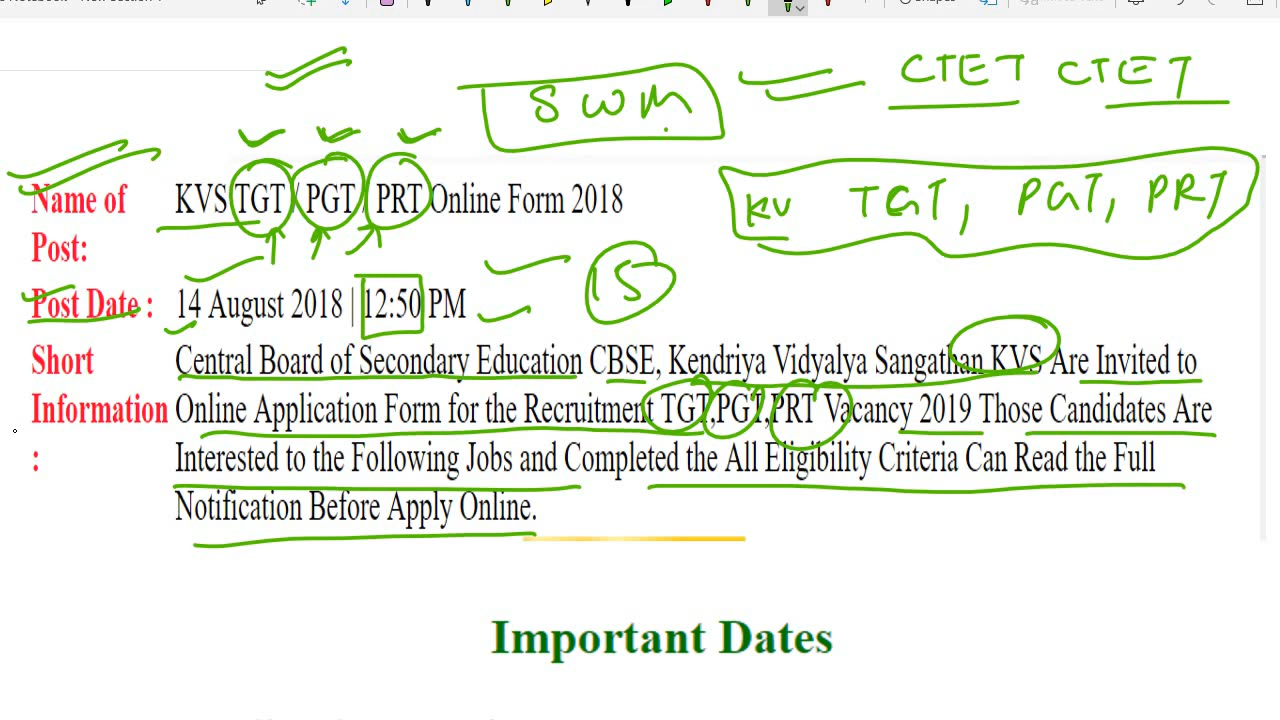 CTET CTET
SWM
KV TGT, PGT, PRT
Name of Post:
KVS TGT / PGT / PRT Online Form 2018
Post Date :
14 August 2018 | 12:50 PM
15
Short Information :
Central Board of Secondary Education CBSE, Kendriya Vidyalya Sangathan KVS Are Invited to
Online Application Form for the Recruitment TGT,PGT,PRT Vacancy 2019 Those Candidates Are
Interested to the Following Jobs and Completed the All Eligibility Criteria Can Read the Full
Notification Before Apply Online.
Important Dates